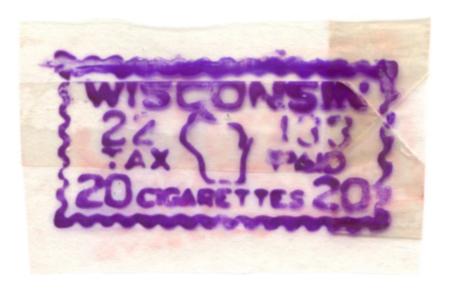 WISCONSIN
22 133
TAX PAID
20 CIGARETTES 20